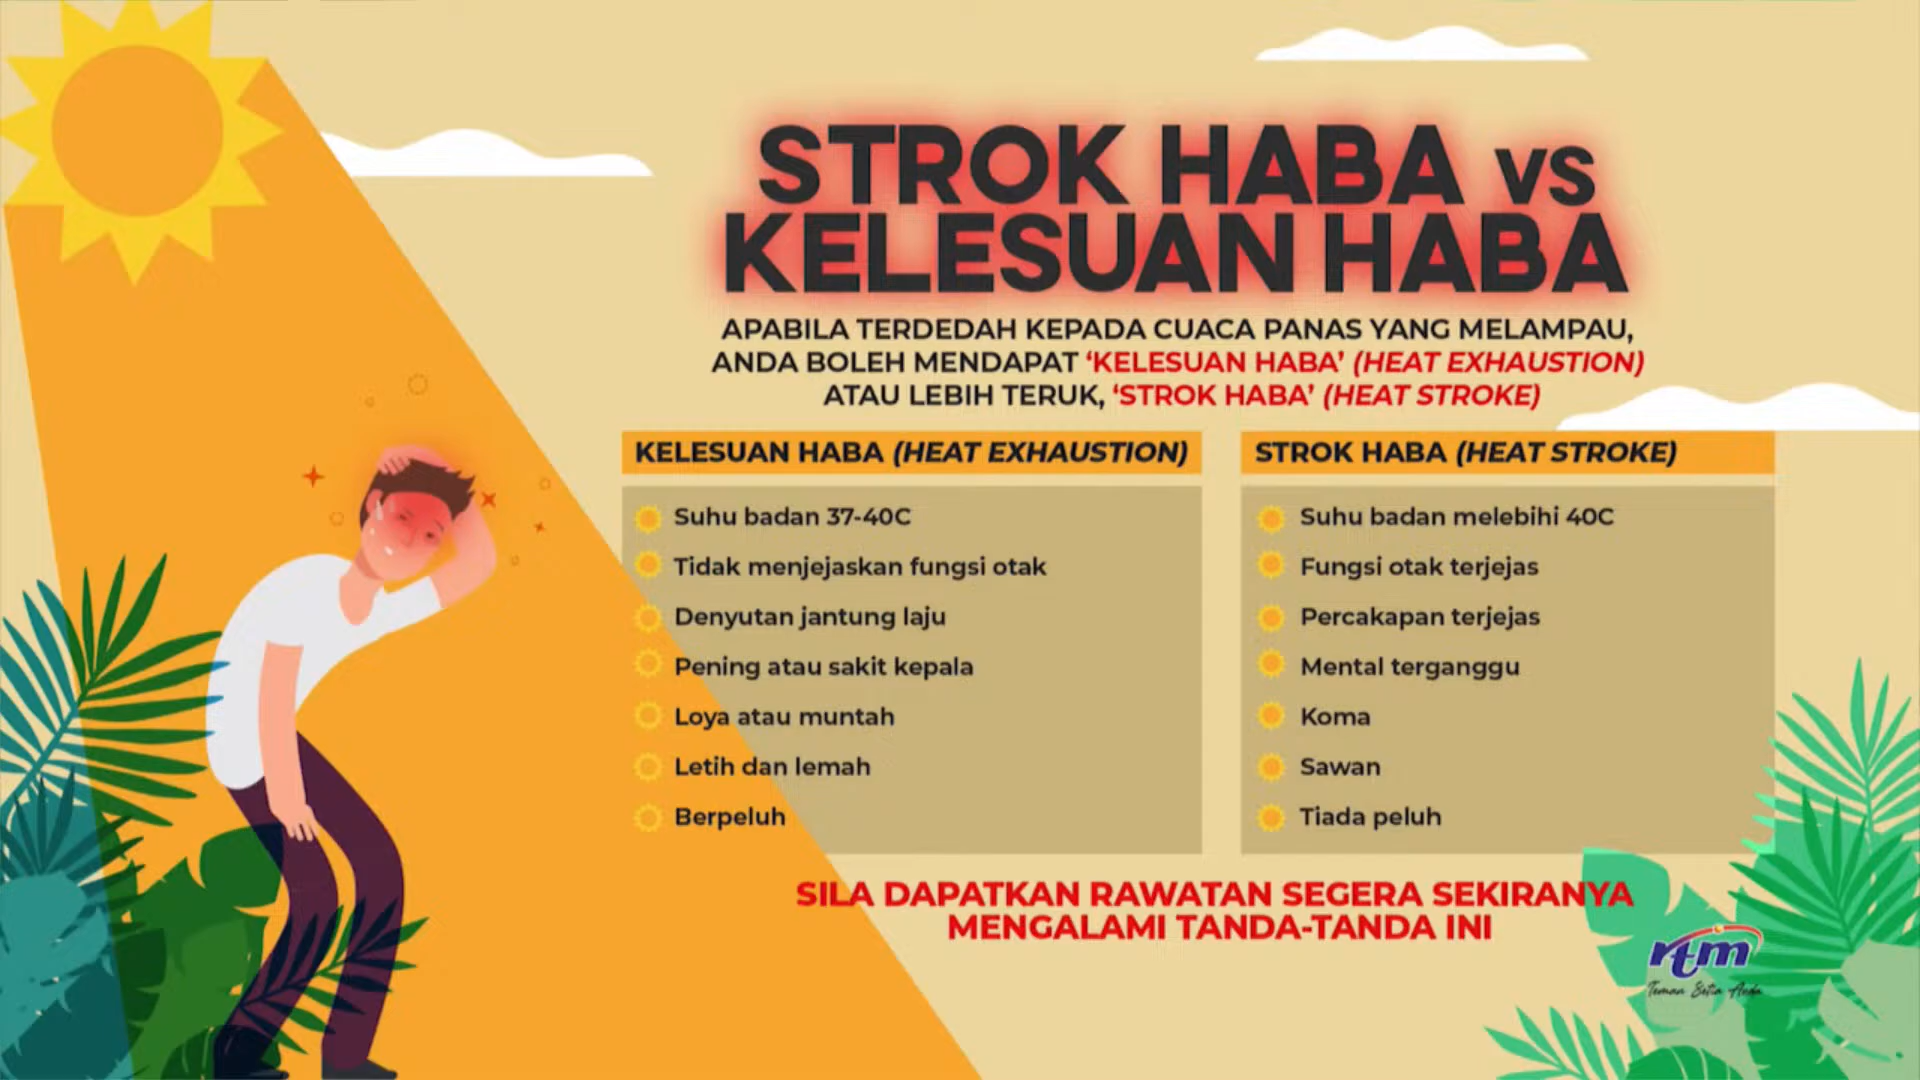 STROK HABA VS
KELESUAN HABA
APABILA TERDEDAH KEPADA CUACA PANAS YANG MELAMPAU,
ANDA BOLEH MENDAPAT ‘KELESUAN HABA’ (HEAT EXHAUSTION)
ATAU LEBIH TERUK, ‘STROK HABA’ (HEAT STROKE)
KELESUAN HABA (HEAT EXHAUSTION)
Suhu badan 37-40C
Tidak menjejaskan fungsi otak
Denyutan jantung laju
Pening atau sakit kepala
Loya atau muntah
Letih dan lemah
Berpeluh
STROK HABA (HEAT STROKE)
Suhu badan melebihi 40C
Fungsi otak terjejas
Percakapan terjejas
Mental terganggu
Koma
Sawan
Tiada peluh
SILA DAPATKAN RAWATAN SEGERA SEKIRANYA
MENGALAMI TANDA-TANDA INI
rtm
Teman Setia Anda